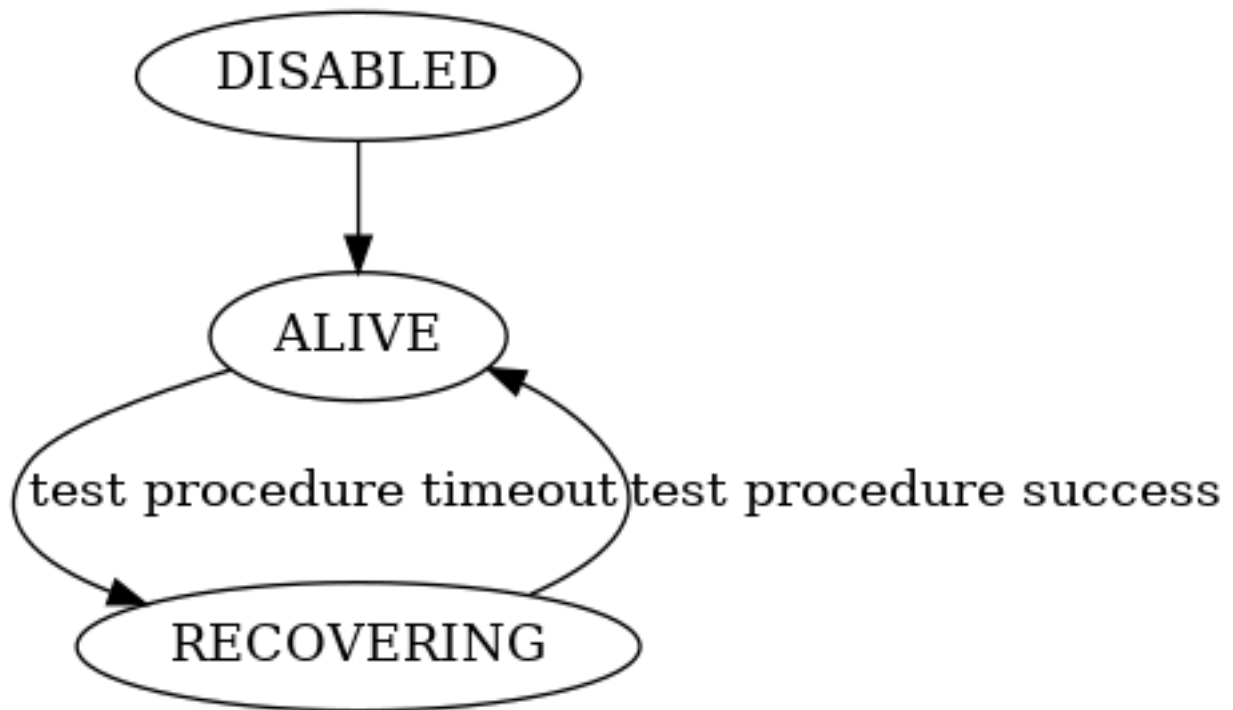 DISABLED
ALIVE
test procedure timeout
test procedure success
RECOVERING